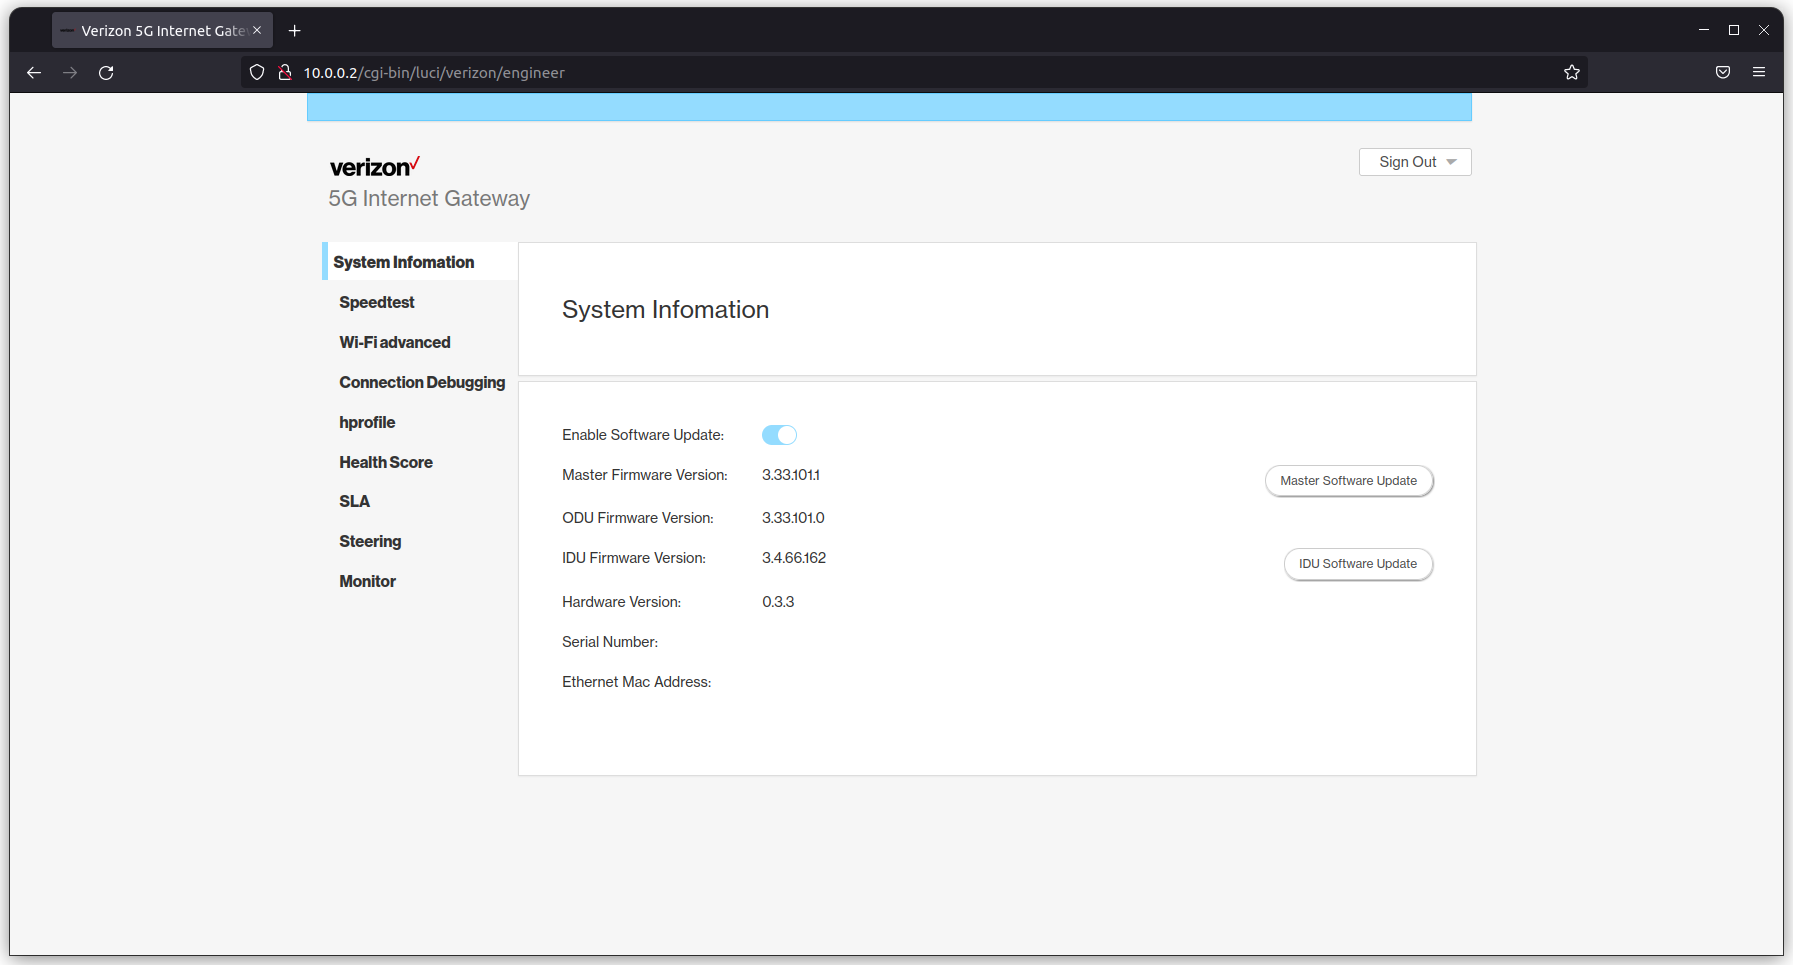 Verizon 5G Internet Gatew
10.0.0.2/cgi-bin/luci/verizon/engineer
verizon
Sign Out
5G Internet Gateway
System Infomation
Speedtest
Wi-Fi advanced
Connection Debugging
hprofile
Health Score
SLA
Steering
Monitor
System Infomation
Enable Software Update:
Master Firmware Version: 3.33.101.1 Master Software Update
ODU Firmware Version: 3.33.101.0
IDU Firmware Version: 3.4.66.162 IDU Software Update
Hardware Version: 0.3.3
Serial Number:
Ethernet Mac Address: